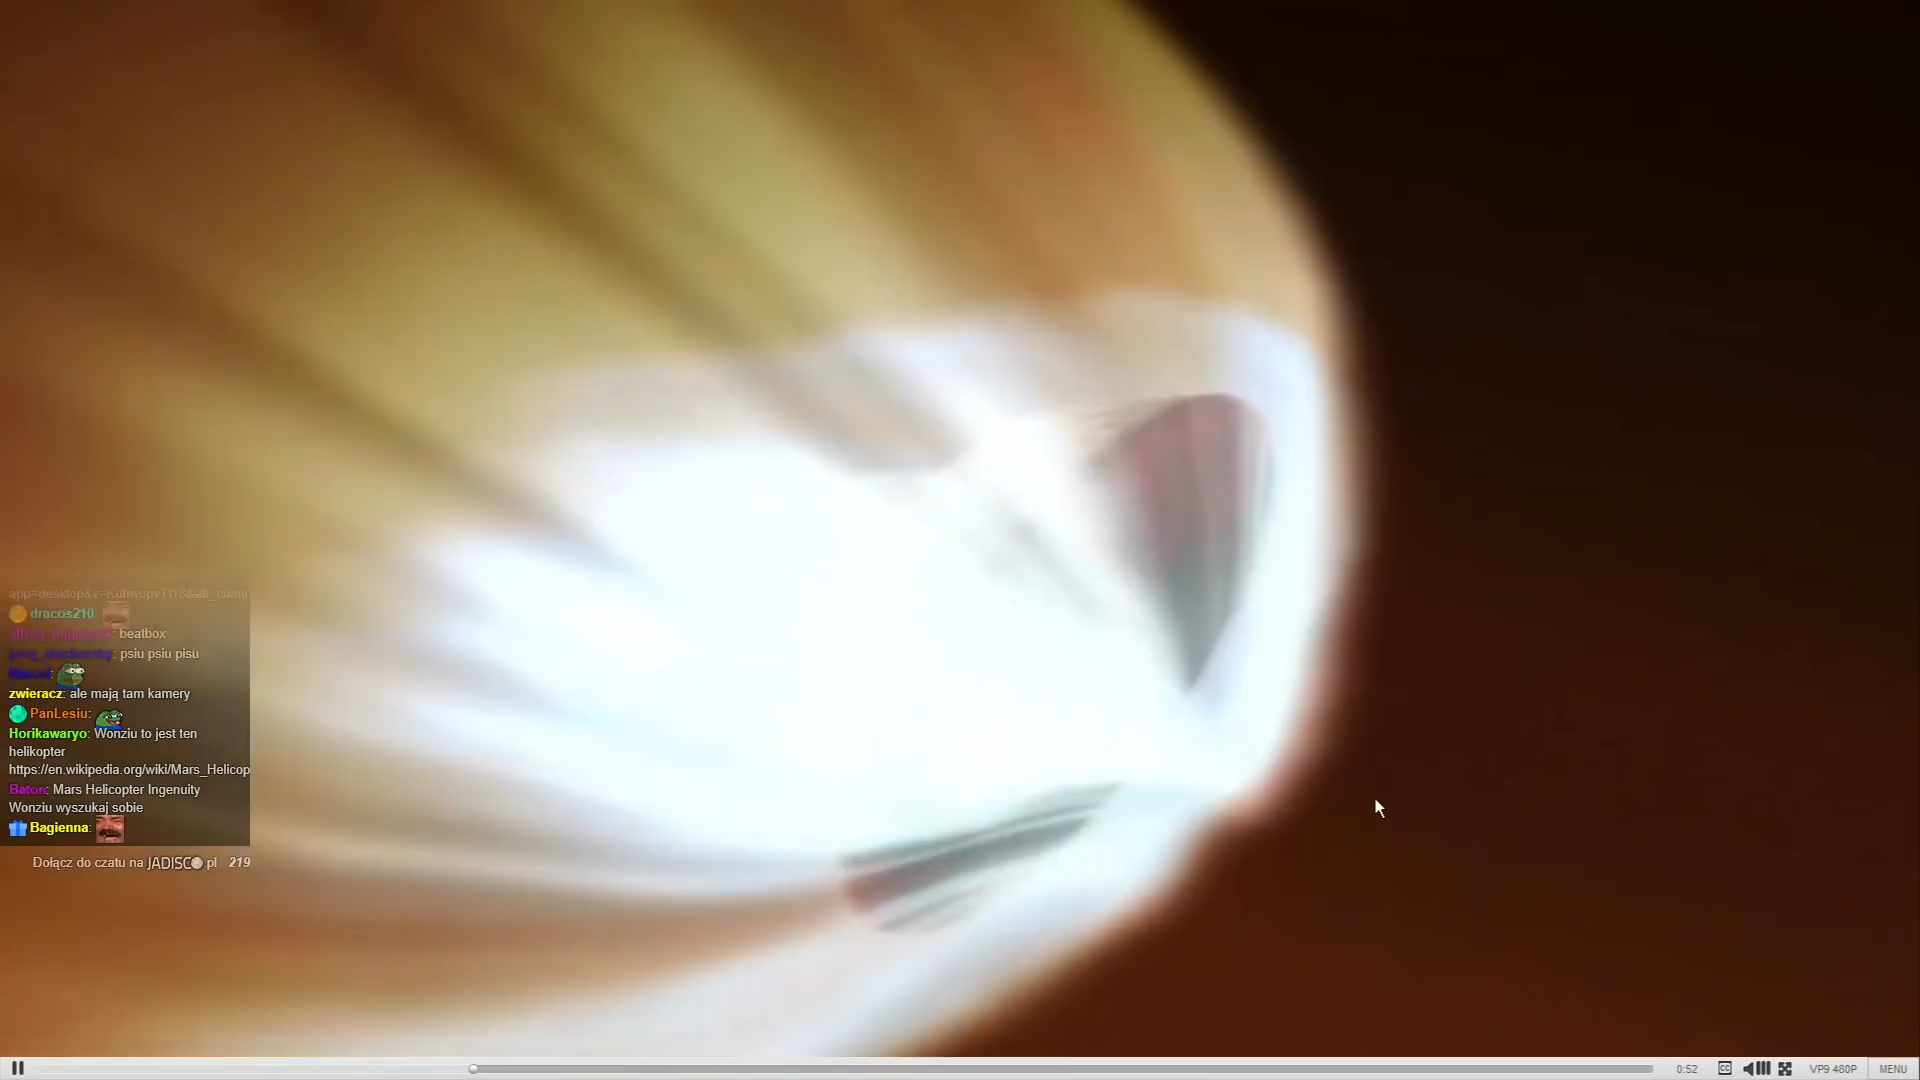 dracos210
: beatbox
: psiu psiu pisu
zwieracz: ale mają tam kamery
PanLesiu:
Horikawaryo: Wonziu to jest ten
helikopter
https://en.wikipedia.org/wiki/Mars_Helicop
Baton: Mars Helicopter Ingenuity
Wonziu wyszukaj sobie
Bagienna:
Dołącz do czatu na JADISCO pl 219
0:52 CC VP9 480P MENU